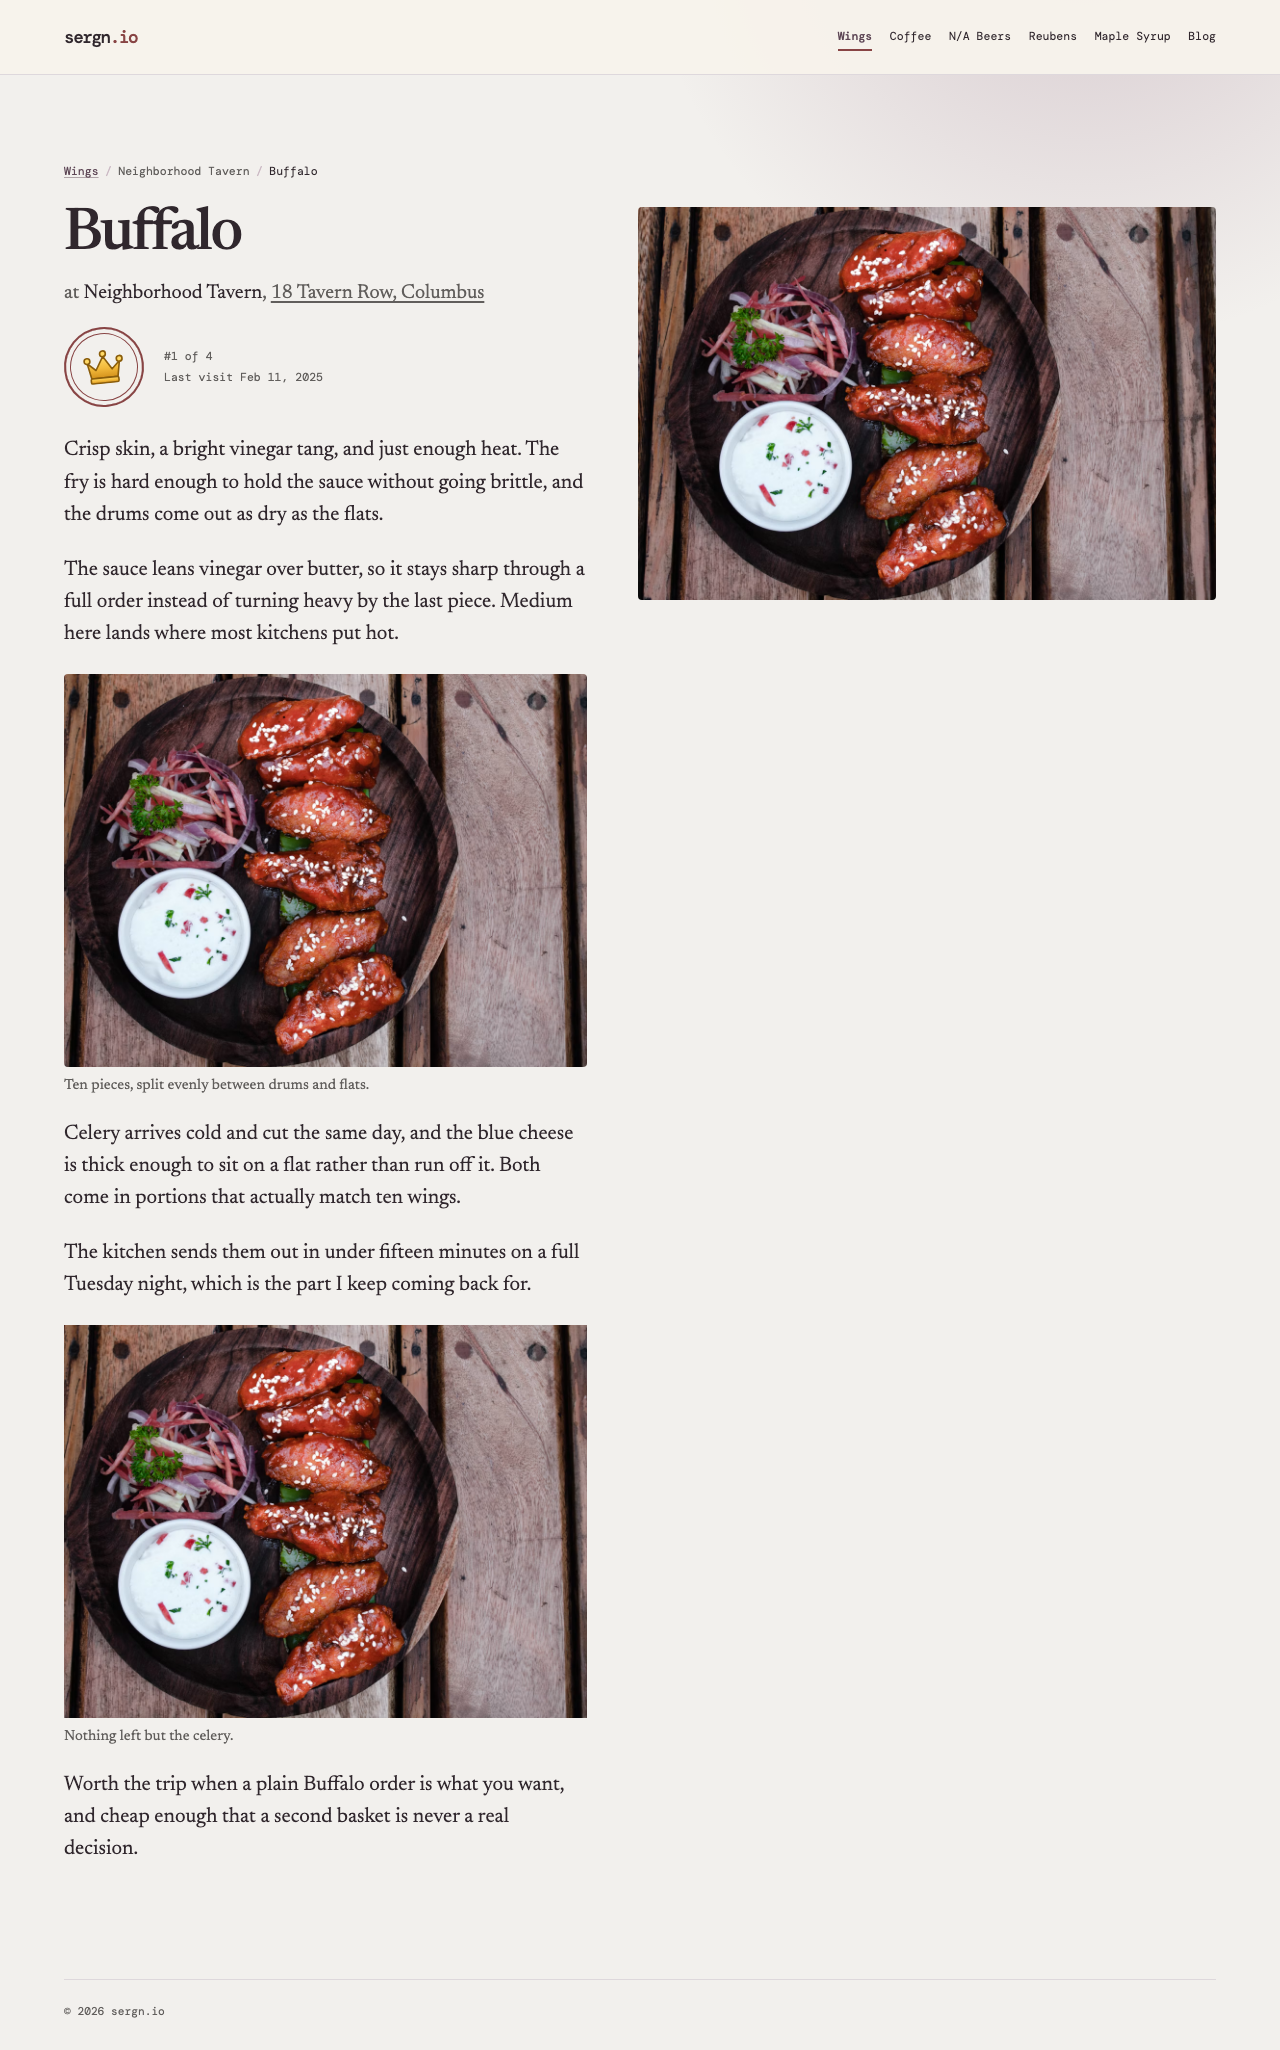 sergn.io
Wings Coffee N/A Beers Reubens Maple Syrup Blog
Wings / Neighborhood Tavern / Buffalo
Buffalo
at Neighborhood Tavern, 18 Tavern Row, Columbus
#1 of 4
Last visit Feb 11, 2025
Crisp skin, a bright vinegar tang, and just enough heat. The
fry is hard enough to hold the sauce without going brittle, and
the drums come out as dry as the flats.
The sauce leans vinegar over butter, so it stays sharp through a
full order instead of turning heavy by the last piece. Medium
here lands where most kitchens put hot.
Ten pieces, split evenly between drums and flats.
Celery arrives cold and cut the same day, and the blue cheese
is thick enough to sit on a flat rather than run off it. Both
come in portions that actually match ten wings.
The kitchen sends them out in under fifteen minutes on a full
Tuesday night, which is the part I keep coming back for.
Nothing left but the celery.
Worth the trip when a plain Buffalo order is what you want,
and cheap enough that a second basket is never a real
decision.
© 2026 sergn.io